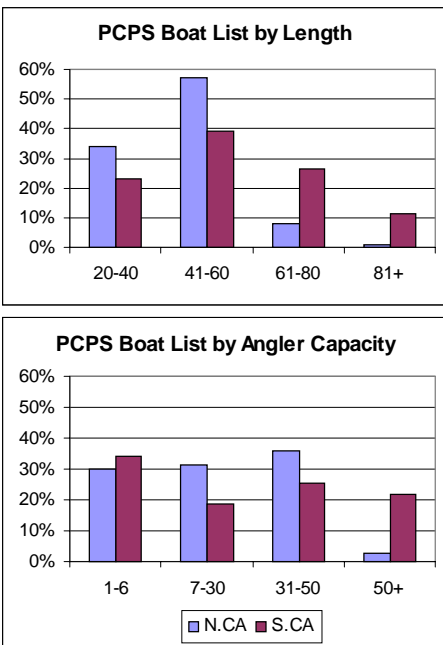 PCPS Boat List by Length
60%
50%
40%
30%
20%
10%
0%
20-40 41-60 61-80 81+
PCPS Boat List by Angler Capacity
60%
50%
40%
30%
20%
10%
0%
1-6 7-30 31-50 50+
N.CA S.CA